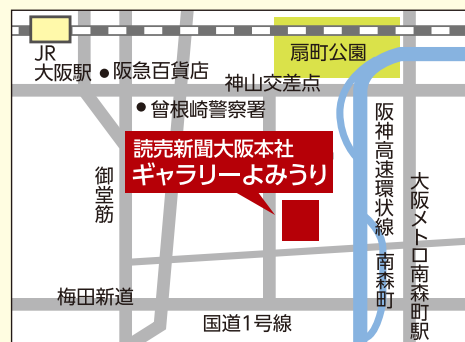 JR
大阪駅
阪急百貨店
扇町公園
神山交差点
曾根崎警察署
読売新聞大阪本社
ギャラリーよみうり
御堂筋
阪神高速環状線
南森町
大阪メトロ南森町駅
梅田新道
国道1号線